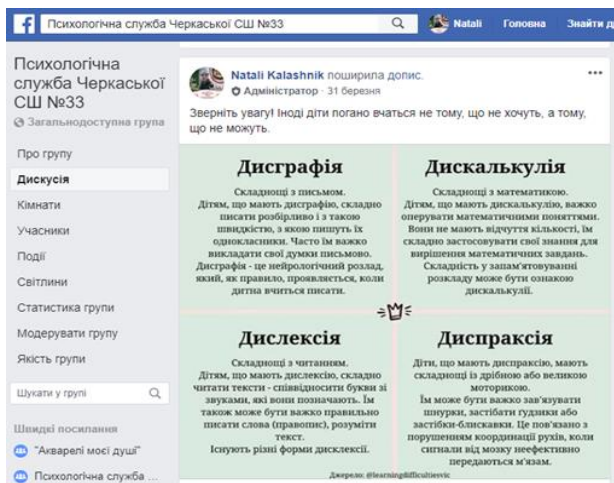 Психологічна служба Черкаської СШ №33
Natali
Головна
Знайти д
Психологічна
служба Черкаської
СШ №33
Загальнодоступна група
Про групу
Дискусія
Кімнати
Учасники
Події
Світлини
Статистика групи
Модерувати групу
Якість групи
Шукати у групі
Швидкі посилання
"Акварелі моєї душі"
Психологічна служба ...
Natali Kalashnik поширила допис.
Адміністратор · 31 березня
Зверніть увагу! Іноді діти погано вчаться не тому, що не хочуть, а тому,
що не можуть.
Дисграфія
Складнощі з письмом.
Дітям, що мають дисграфію, складно
писати розбірливо і з такою
швидкістю, з якою пишуть їх
однокласники. Часто їм важко
викладати свої думки письмово.
Дисграфія - це нейрологічний розлад,
який, як правило, проявляється, коли
дитна вчиться писати.
Дискалькулія
Складнощі з математикою.
Дітям, що мають дискалькулію, важко
оперувати математичними поняттями.
Вони не мають відчуття кількості, їм
складно застосовувати свої знання для
вирішення математичних завдань.
Складність у запам'ятовуванні
розкладу може бути ознакою
дискалькулії.
Дислексія
Складнощі з читанням.
Дітям, що мають дислексію, складно
читати тексти - співвідносити букви зі
звуками, які вони позначають. Їм
також може бути важко правильно
писати слова (правопис), розуміти
текст.
Існують різні форми дислексії.
Диспраксія
Діти, що мають диспраксію, мають
складнощі із дрібною або великою
моторикою.
Їм може бути важко зав'язувати
шнурки, застібати гудзики або
застібки-блискавки. Це пов'язано з
порушенням координації рухів, коли
сигнали від мозку неефективно
передаються м'язам.
Джерело: @learningdifficultiesvic